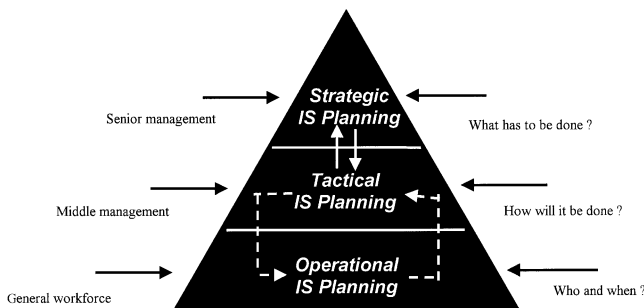 Strategic
IS Planning
Senior management
What has to be done ?
Tactical
IS Planning
Middle management
How will it be done ?
Operational
IS Planning
General workforce
Who and when ?